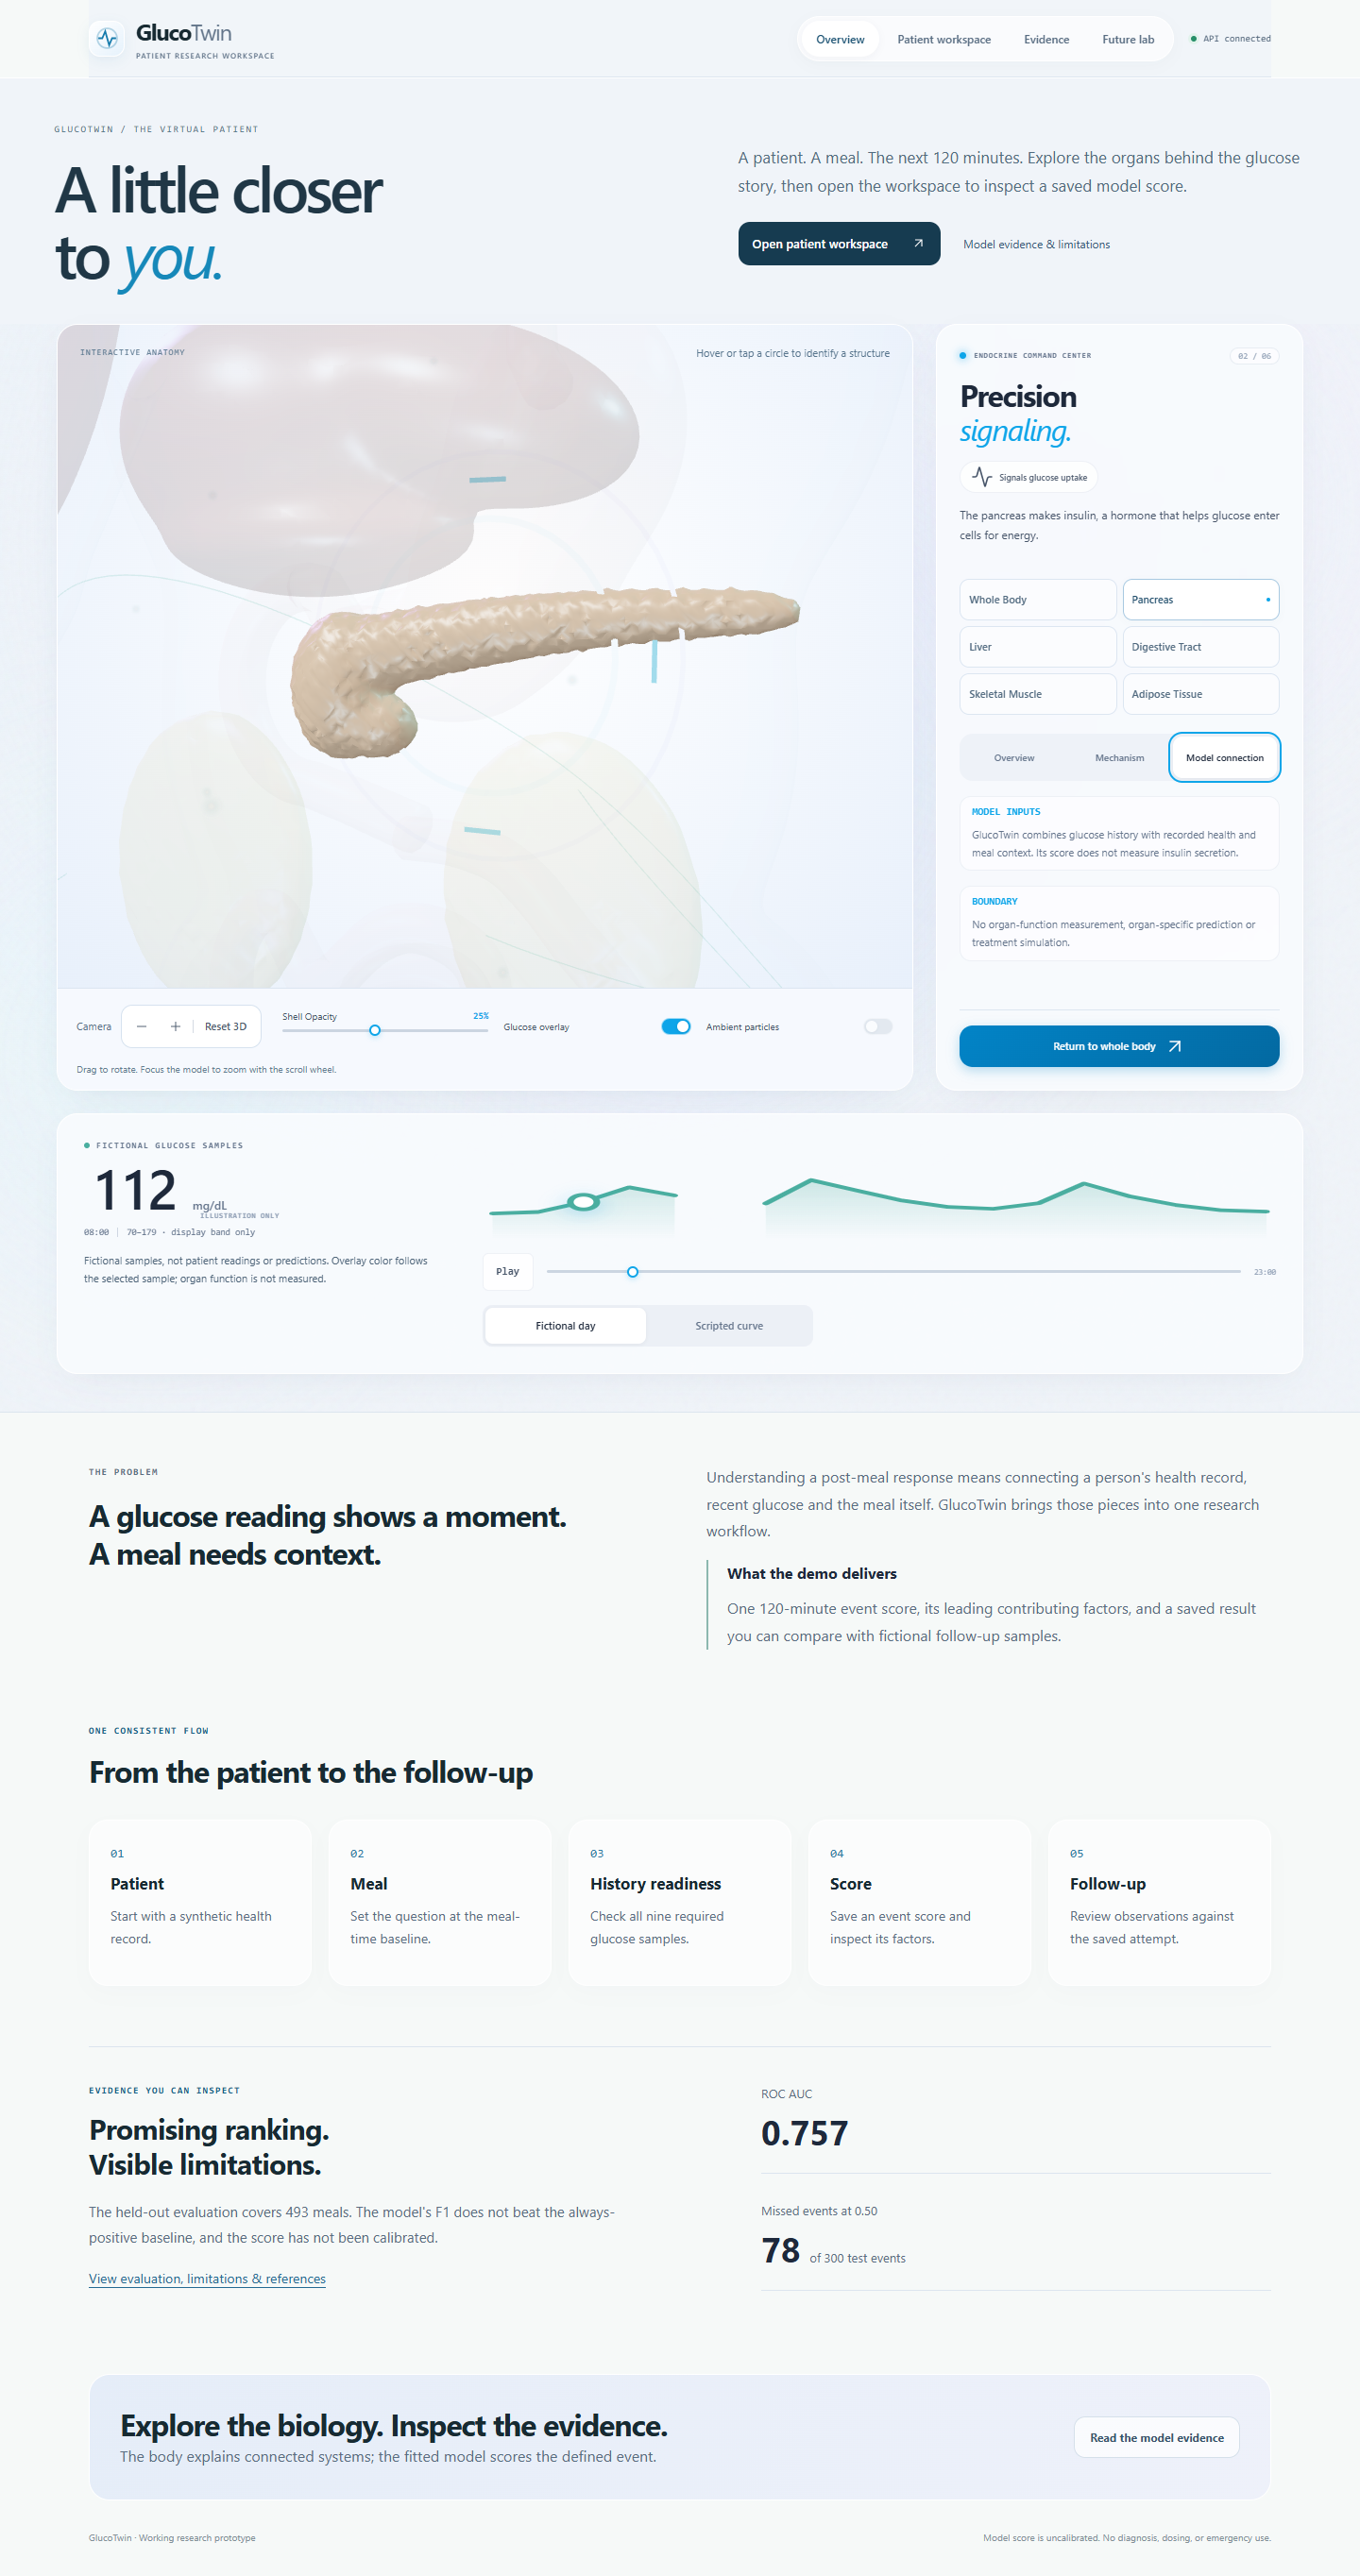 GlucoTwin
PATIENT RESEARCH WORKSPACE
Overview
Patient workspace
Evidence
Future lab
API connected
GLUCOTWIN / THE VIRTUAL PATIENT
A little closer
to you.
A patient. A meal. The next 120 minutes. Explore the organs behind the glucose
story, then open the workspace to inspect a saved model score.
Open patient workspace
Model evidence & limitations
INTERACTIVE ANATOMY
Hover or tap a circle to identify a structure
Camera
Reset 3D
Shell Opacity
25%
Glucose overlay
Ambient particles
Drag to rotate. Focus the model to zoom with the scroll wheel.
ENDOCRINE COMMAND CENTER
02 / 06
Precision
signaling.
Signals glucose uptake
The pancreas makes insulin, a hormone that helps glucose enter
cells for energy.
Whole Body
Pancreas
Liver
Digestive Tract
Skeletal Muscle
Adipose Tissue
Overview
Mechanism
Model connection
MODEL INPUTS
GlucoTwin combines glucose history with recorded health and
meal context. Its score does not measure insulin secretion.
BOUNDARY
No organ-function measurement, organ-specific prediction or
treatment simulation.
Return to whole body
FICTIONAL GLUCOSE SAMPLES
112 mg/dL
ILLUSTRATION ONLY
08:00 | 70–179 · display band only
Fictional samples, not patient readings or predictions. Overlay color follows
the selected sample; organ function is not measured.
Play
23:00
Fictional day
Scripted curve
THE PROBLEM
A glucose reading shows a moment.
A meal needs context.
Understanding a post-meal response means connecting a person's health record,
recent glucose and the meal itself. GlucoTwin brings those pieces into one research
workflow.
What the demo delivers
One 120-minute event score, its leading contributing factors, and a saved result
you can compare with fictional follow-up samples.
ONE CONSISTENT FLOW
From the patient to the follow-up
01
Patient
Start with a synthetic health
record.
02
Meal
Set the question at the meal-
time baseline.
03
History readiness
Check all nine required
glucose samples.
04
Score
Save an event score and
inspect its factors.
05
Follow-up
Review observations against
the saved attempt.
EVIDENCE YOU CAN INSPECT
Promising ranking.
Visible limitations.
The held-out evaluation covers 493 meals. The model's F1 does not beat the always-
positive baseline, and the score has not been calibrated.
View evaluation, limitations & references
ROC AUC
0.757
Missed events at 0.50
78 of 300 test events
Explore the biology. Inspect the evidence.
The body explains connected systems; the fitted model scores the defined event.
Read the model evidence
GlucoTwin · Working research prototype
Model score is uncalibrated. No diagnosis, dosing, or emergency use.